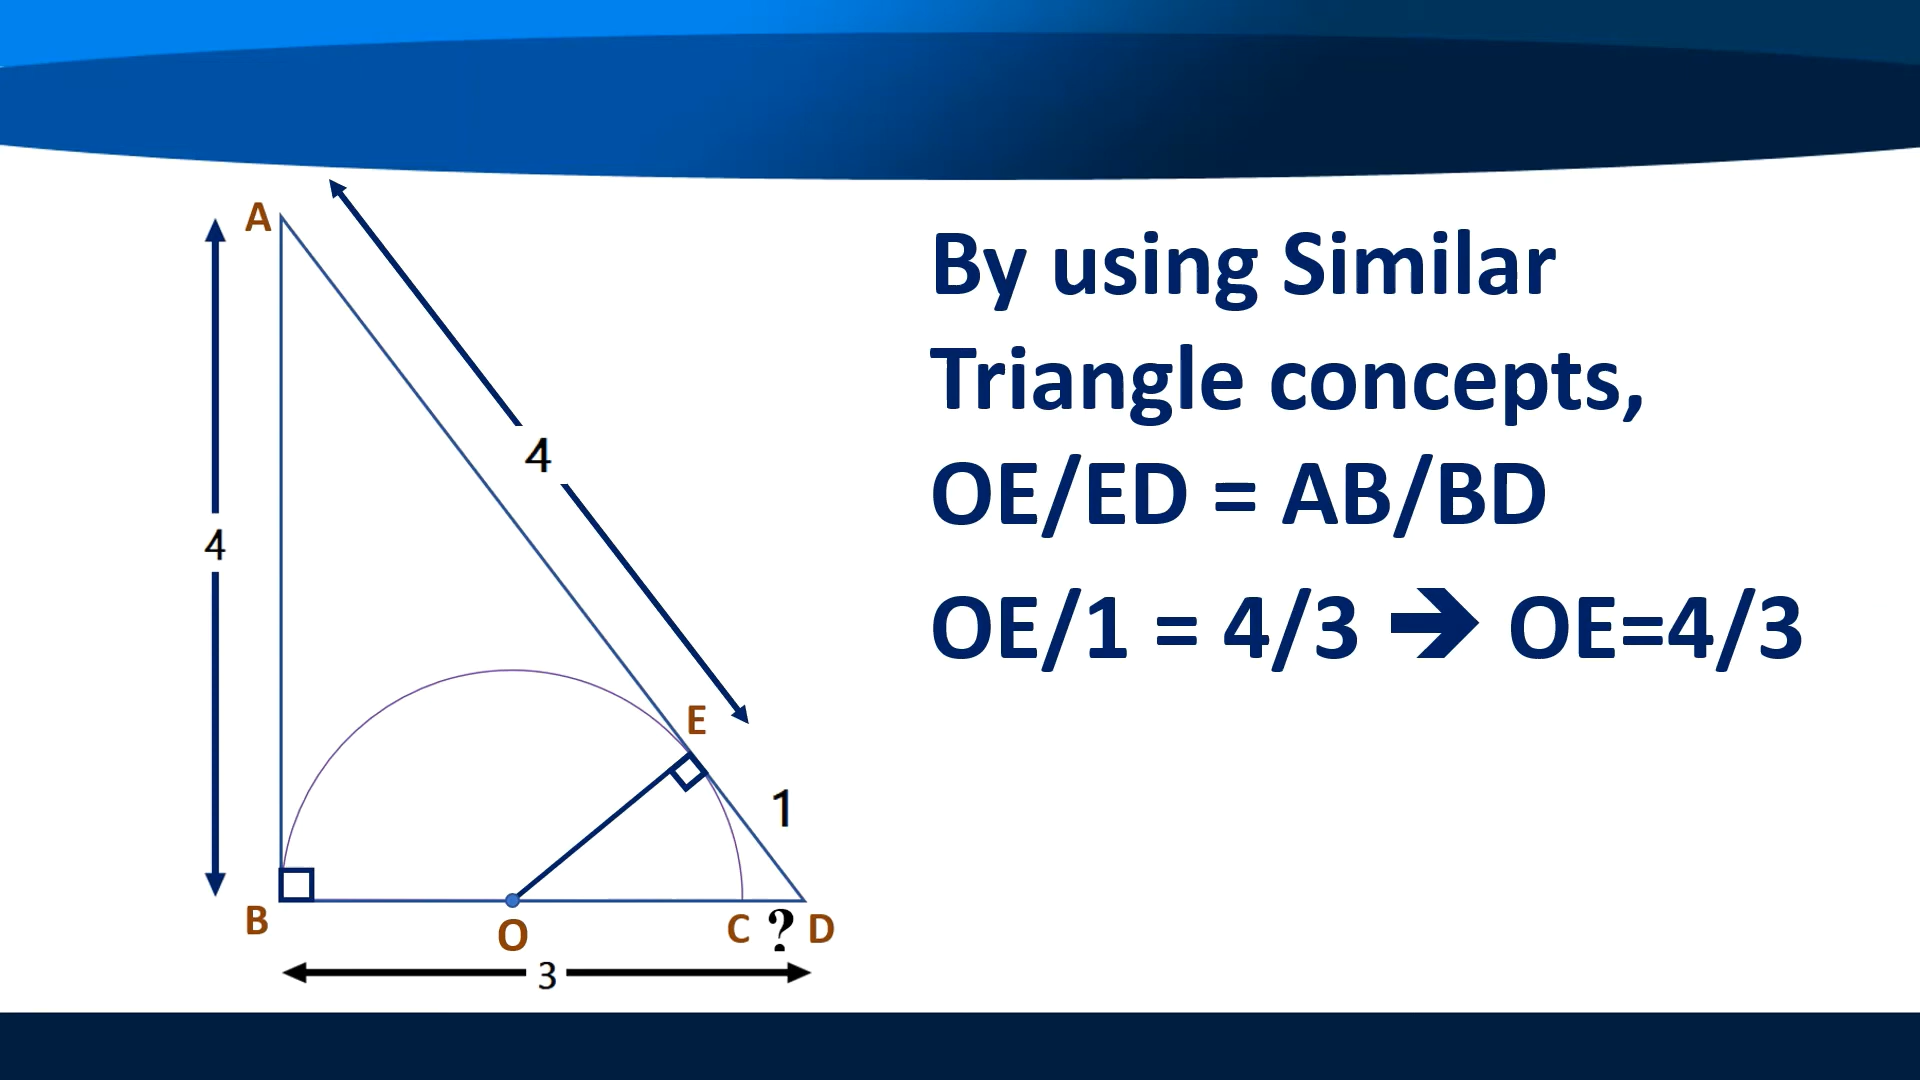 A
4
4
E
1
B
O
C ? D
3
By using Similar
Triangle concepts,
OE/ED = AB/BD
OE/1 = 4/3 🡺 OE=4/3